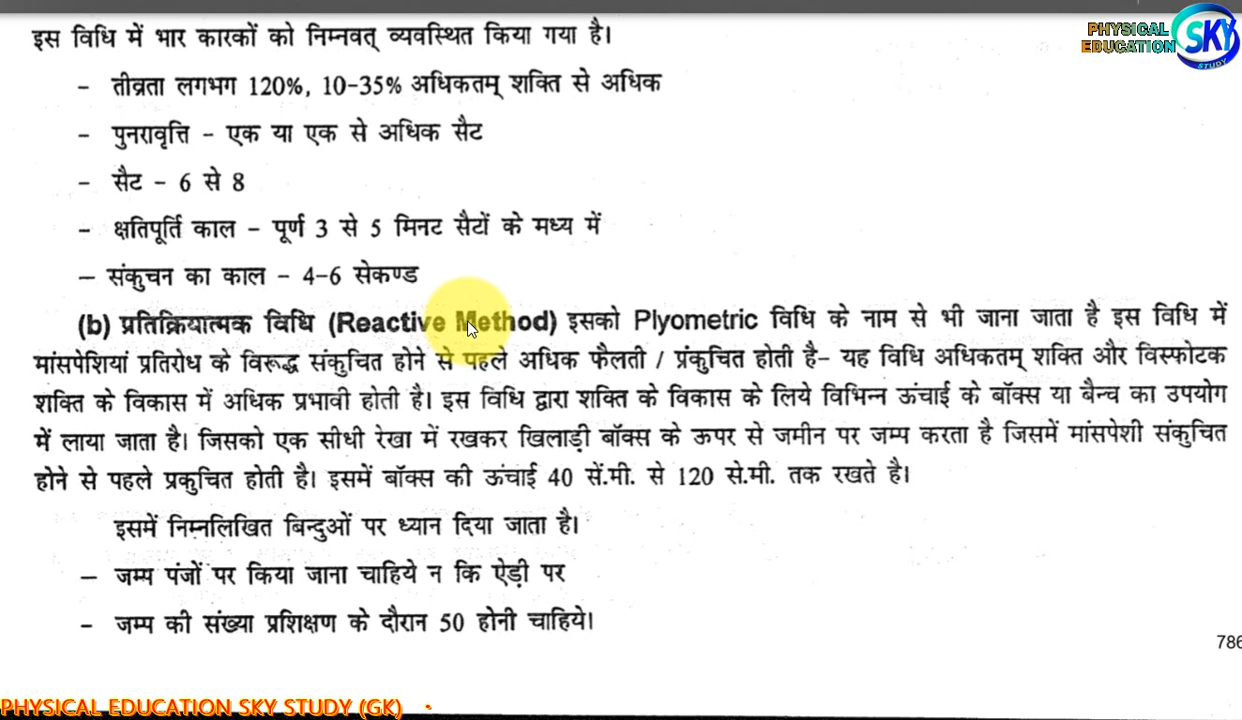 PHYSICAL
EDUCATION
SKY
STUDY
इस विधि में भार कारकों को निम्नवत् व्यवस्थित किया गया है।
- तीव्रता लगभग 120%, 10-35% अधिकतम् शक्ति से अधिक
- पुनरावृत्ति - एक या एक से अधिक सैट
- सैट - 6 से 8
- क्षतिपूर्ति काल - पूर्ण 3 से 5 मिनट सैटों के मध्य में
- संकुचन का काल - 4-6 सेकण्ड
(b) प्रतिक्रियात्मक विधि (Reactive Method) इसको Plyometric विधि के नाम से भी जाना जाता है इस विधि में
मांसपेशियां प्रतिरोध के विरूद्ध संकुचित होने से पहले अधिक फैलती / प्रंकुचित होती है- यह विधि अधिकतम् शक्ति और विस्फोटक
शक्ति के विकास में अधिक प्रभावी होती है। इस विधि द्वारा शक्ति के विकास के लिये विभिन्न ऊंचाई के बॉक्स या बैन्च का उपयोग
में लाया जाता है। जिसको एक सीधी रेखा में रखकर खिलाड़ी बॉक्स के ऊपर से जमीन पर जम्प करता है जिसमें मांसपेशी संकुचित
होने से पहले प्रकुचित होती है। इसमें बॉक्स की ऊंचाई 40 सें.मी. से 120 से.मी. तक रखते है।
इसमें निम्नलिखित बिन्दुओं पर ध्यान दिया जाता है।
- जम्प पंजों पर किया जाना चाहिये न कि ऐड़ी पर
- जम्प की संख्या प्रशिक्षण के दौरान 50 होनी चाहिये।
786
PHYSICAL EDUCATION SKY STUDY (GK)